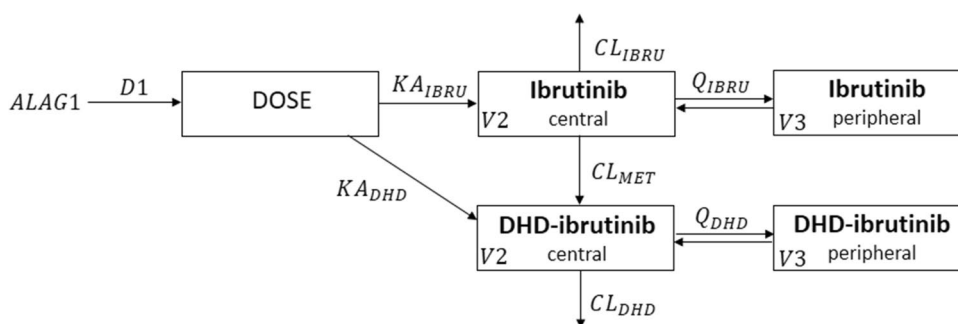 CL_IBRU
ALAG1
D1
DOSE
KA_IBRU
Ibrutinib
central
V2
Q_IBRU
Ibrutinib
peripheral
V3
KA_DHD
CL_MET
DHD-ibrutinib
central
V2
Q_DHD
DHD-ibrutinib
peripheral
V3
CL_DHD